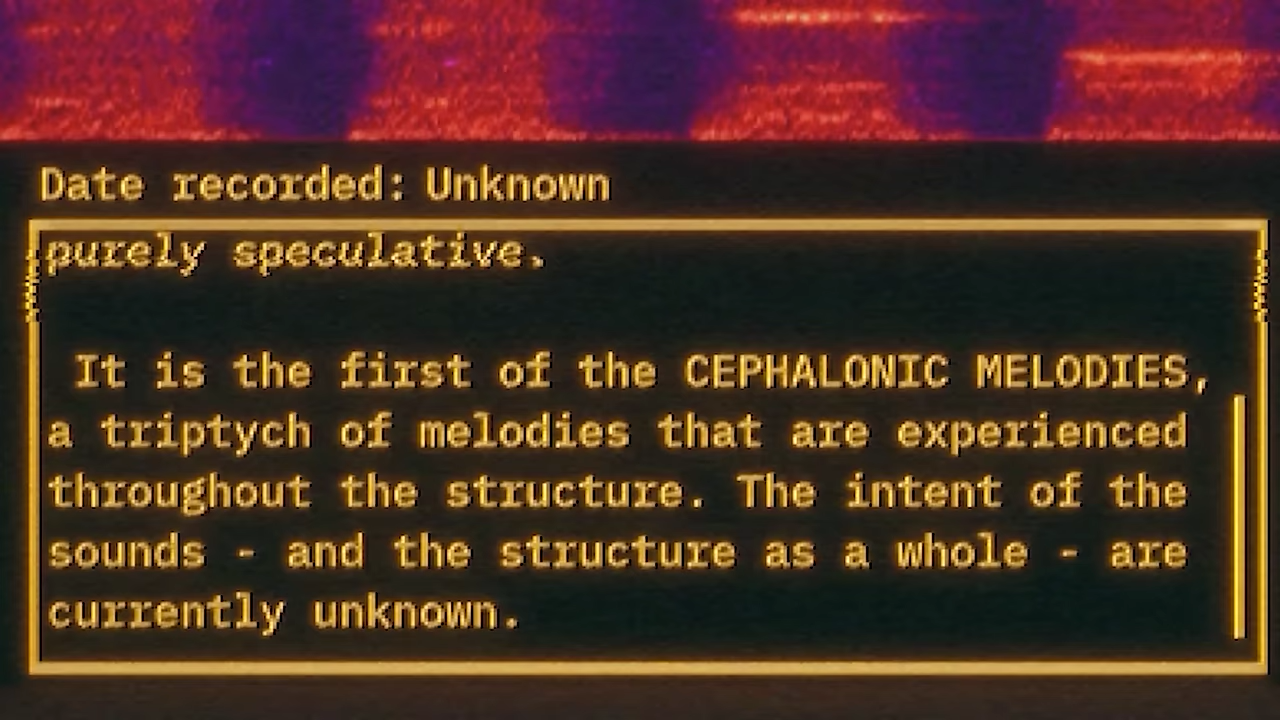 Date recorded: Unknown
purely speculative.
It is the first of the CEPHALONIC MELODIES,
a triptych of melodies that are experienced
throughout the structure. The intent of the
sounds - and the structure as a whole - are
currently unknown.